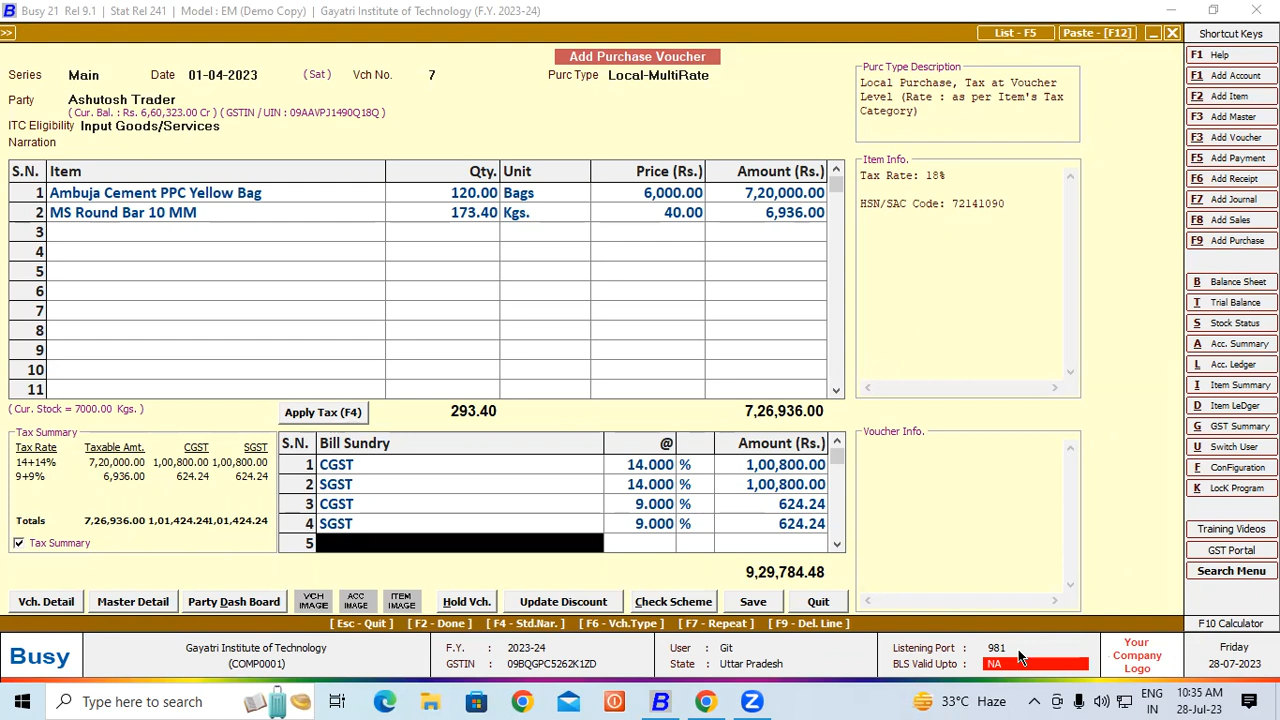 Busy 21 Rel 9.1 | Stat Rel 241 | Model : EM (Demo Copy) | Gayatri Institute of Technology (F.Y. 2023-24)
>> List - F5 Paste - [F12] Shortcut Keys
Add Purchase Voucher
Series Main Date 01-04-2023 (Sat) Vch No. 7 Purc Type Local-MultiRate
Party Ashutosh Trader
( Cur. Bal. : Rs. 6,60,323.00 Cr ) ( GSTIN / UIN : 09AAVPJ1490Q18Q )
ITC Eligibility Input Goods/Services
Narration
Purc Type Description
Local Purchase, Tax at Voucher
Level (Rate : as per Item's Tax
Category)
S.N. Item Qty. Unit Price (Rs.) Amount (Rs.)
1 Ambuja Cement PPC Yellow Bag 120.00 Bags 6,000.00 7,20,000.00
2 MS Round Bar 10 MM 173.40 Kgs. 40.00 6,936.00
3
4
5
6
7
8
9
10
11
Item Info.
Tax Rate: 18%
HSN/SAC Code: 72141090
( Cur. Stock = 7000.00 Kgs. ) Apply Tax (F4) 293.40 7,26,936.00
Tax Summary
Tax Rate Taxable Amt. CGST SGST
14+14% 7,20,000.00 1,00,800.00 1,00,800.00
9+9% 6,936.00 624.24 624.24
Totals 7,26,936.00 1,01,424.24 1,01,424.24
Tax Summary
S.N. Bill Sundry @ Amount (Rs.)
1 CGST 14.000 % 1,00,800.00
2 SGST 14.000 % 1,00,800.00
3 CGST 9.000 % 624.24
4 SGST 9.000 % 624.24
5
9,29,784.48
Voucher Info.
Vch. Detail Master Detail Party Dash Board VCH IMAGE ACC IMAGE ITEM IMAGE Hold Vch. Update Discount Check Scheme Save Quit
[ Esc - Quit ] [ F2 - Done ] [ F4 - Std.Nar. ] [ F6 - Vch.Type ] [ F7 - Repeat ] [ F9 - Del. Line ]
F1 Help
F1 Add Account
F2 Add Item
F3 Add Master
F3 Add Voucher
F5 Add Payment
F6 Add Receipt
F7 Add Journal
F8 Add Sales
F9 Add Purchase
B Balance Sheet
T Trial Balance
S Stock Status
A Acc. Summary
L Acc. Ledger
I Item Summary
D Item LeDger
G GST Summary
U Switch User
F Configuration
K LocK Program
Training Videos
GST Portal
Search Menu
F10 Calculator
Busy
Gayatri Institute of Technology
(COMP0001)
F.Y. : 2023-24
GSTIN : 09BQGPC5262K1ZD
User : Git
State : Uttar Pradesh
Listening Port : 981
BLS Valid Upto : NA
Your
Company
Logo
Friday
28-07-2023
Type here to search 33°C Haze ENG IN 10:35 AM 28-Jul-23